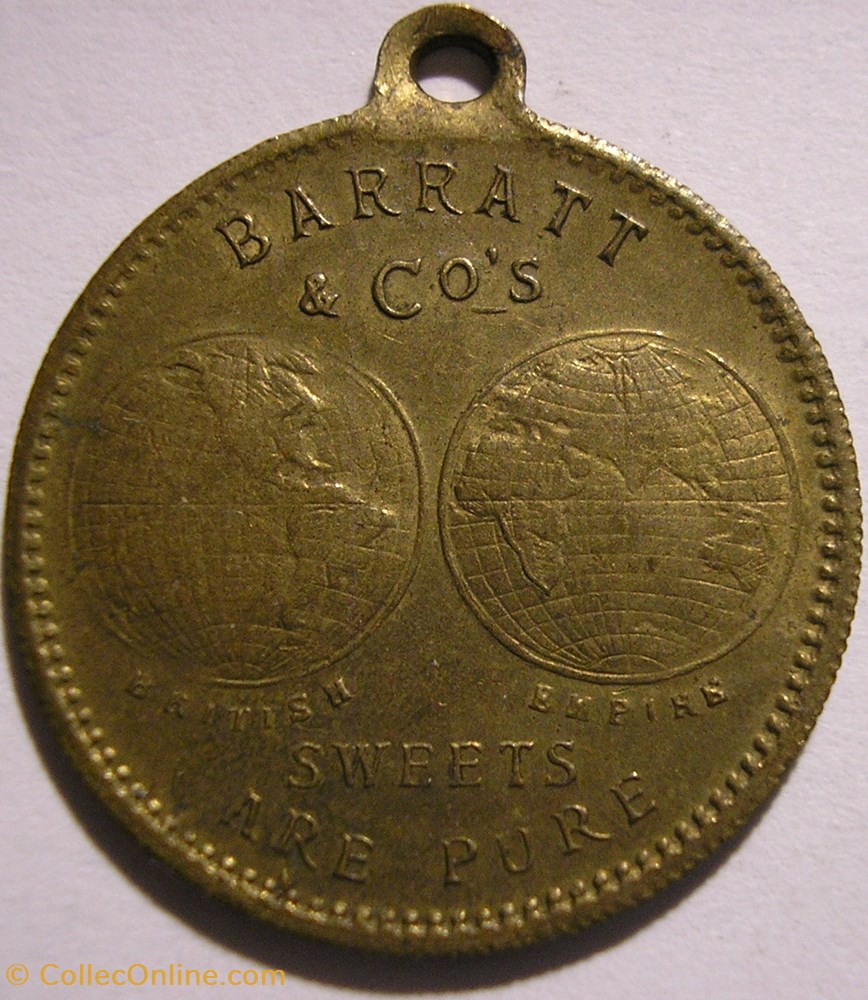 BARRATT
& Co's
BRITISH EMPIRE
SWEETS
ARE PURE
© CollecOnline.com